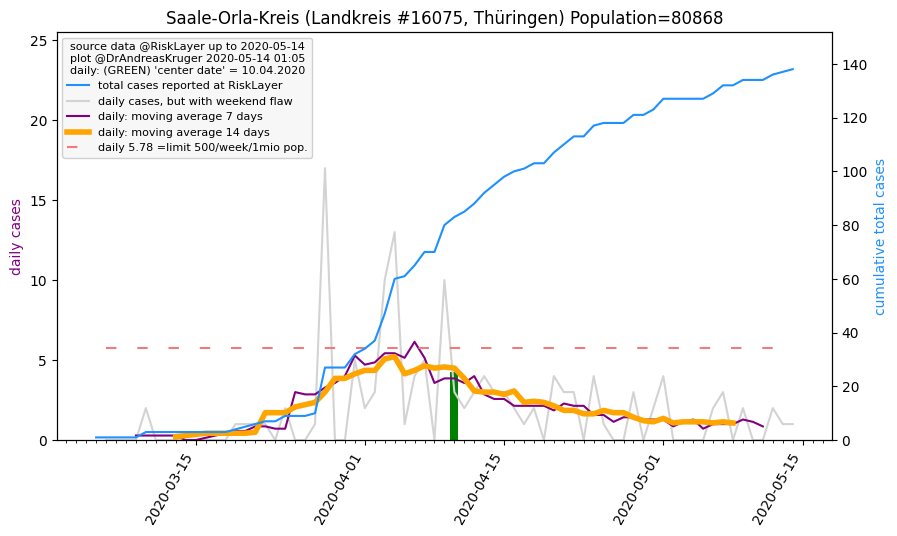 Saale-Orla-Kreis (Landkreis #16075, Thüringen) Population=80868
source data @RiskLayer up to 2020-05-14
plot @DrAndreasKruger 2020-05-14 01:05
daily: (GREEN) 'center date' = 10.04.2020
total cases reported at RiskLayer
daily cases, but with weekend flaw
daily: moving average 7 days
daily: moving average 14 days
daily 5.78 =limit 500/week/1mio pop.
daily cases
25
20
15
10
5
0
cumulative total cases
140
120
100
80
60
40
20
0
2020-03-15
2020-04-01
2020-04-15
2020-05-01
2020-05-15